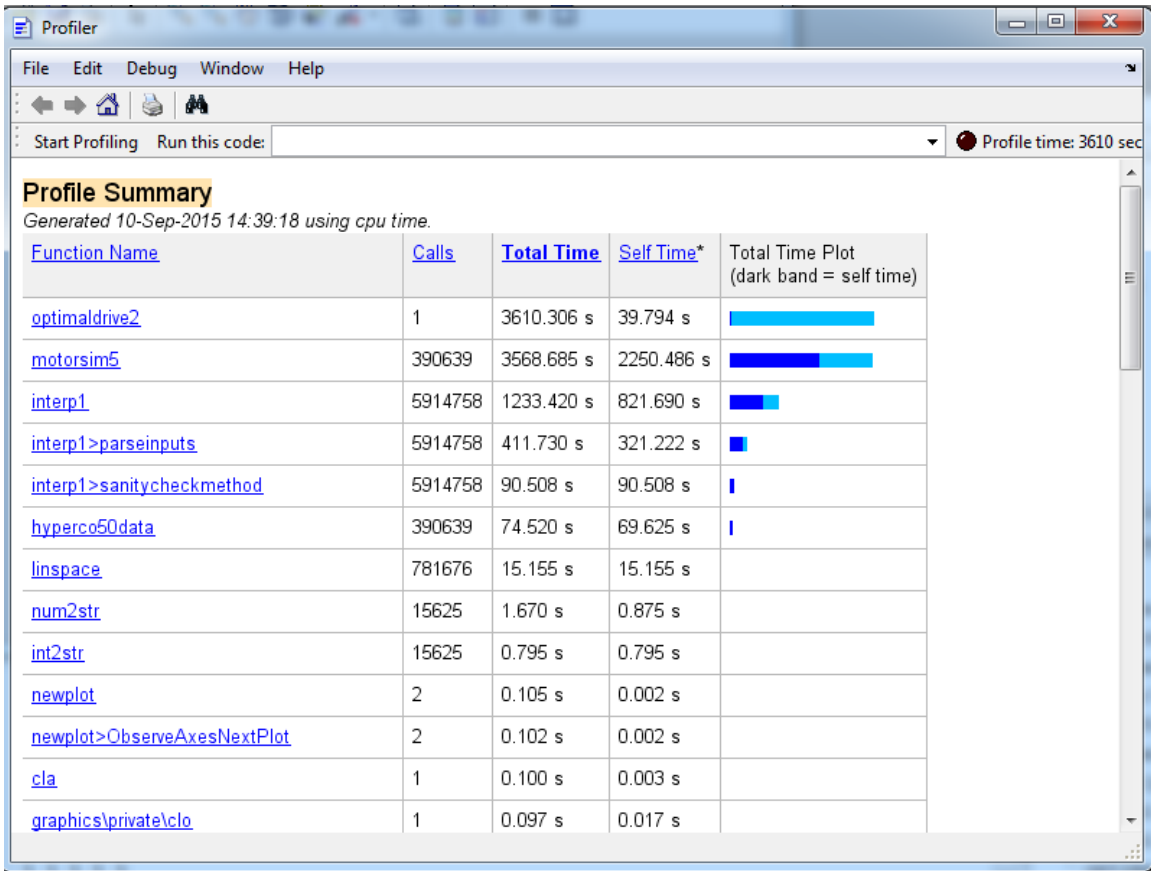 Profiler
File Edit Debug Window Help
Start Profiling Run this code: Profile time: 3610 sec
Profile Summary
Generated 10-Sep-2015 14:39:18 using cpu time.
Function Name Calls Total Time Self Time* Total Time Plot
(dark band = self time)
optimaldrive2 1 3610.306 s 39.794 s
motorsim5 390639 3568.685 s 2250.486 s
interp1 5914758 1233.420 s 821.690 s
interp1>parseinputs 5914758 411.730 s 321.222 s
interp1>sanitycheckmethod 5914758 90.508 s 90.508 s
hyperco50data 390639 74.520 s 69.625 s
linspace 781676 15.155 s 15.155 s
num2str 15625 1.670 s 0.875 s
int2str 15625 0.795 s 0.795 s
newplot 2 0.105 s 0.002 s
newplot>ObserveAxesNextPlot 2 0.102 s 0.002 s
cla 1 0.100 s 0.003 s
graphics\private\clo 1 0.097 s 0.017 s